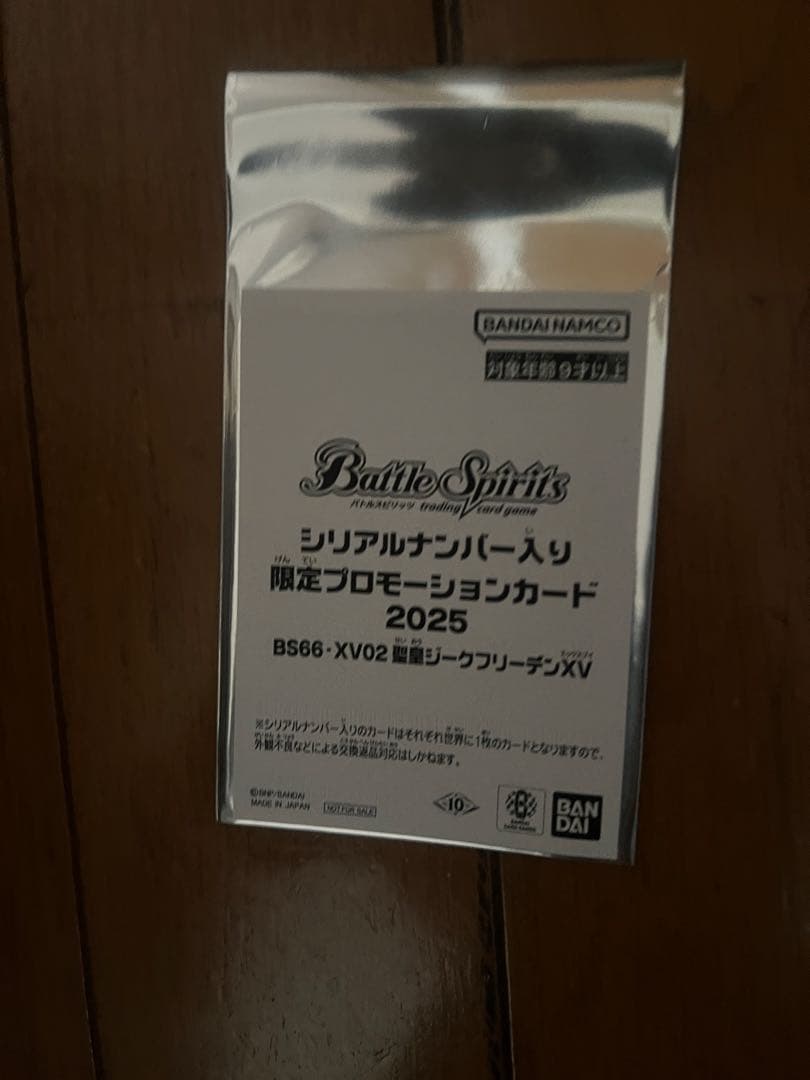 BANDAI NAMCO
対象年齢9才以上
Battle Spirits
バトルスピリッツ trading card game
シリアルナンバー入り
限定プロモーションカード
2025
BS66-XV02 聖皇ジークフリーデンXV
※シリアルナンバー入りのカードはそれぞれ世界に1枚のカードとなりますので、
外観不良などによる交換返品対応はしかねます。
©BNP/BANDAI
MADE IN JAPAN
NOT FOR SALE
10
BANDAI
CARD GAMES
BAN
DAI